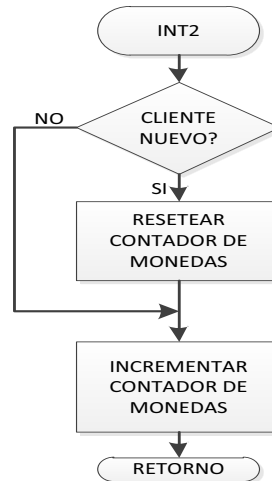 INT2
CLIENTE
NUEVO?
NO
SI
RESETEAR
CONTADOR DE
MONEDAS
INCREMENTAR
CONTADOR DE
MONEDAS
RETORNO